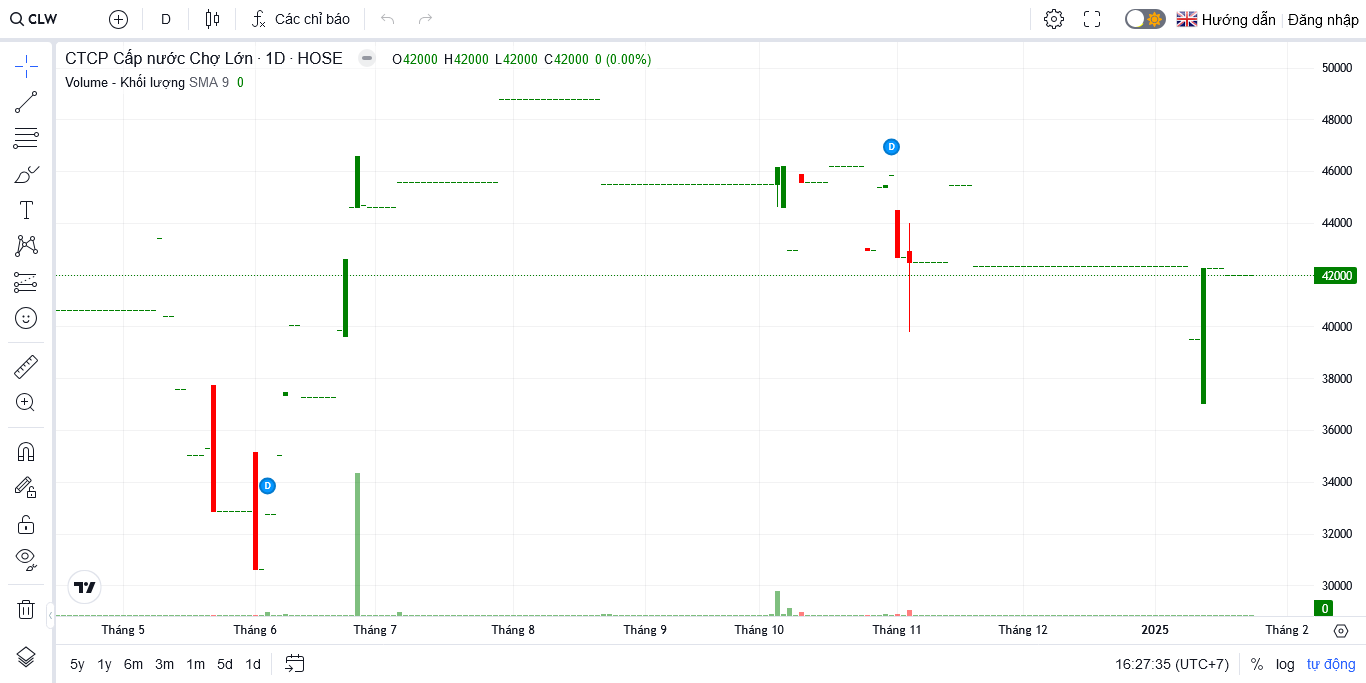 CLW D Các chỉ báo Hướng dẫn Đăng nhập
CTCP Cấp nước Chợ Lớn · 1D · HOSE O42000 H42000 L42000 C42000 0 (0.00%)
Volume - Khối lượng SMA 9 0
50000
48000
46000
44000
42000
40000
38000
36000
34000
32000
30000
0
D
D
Tháng 5 Tháng 6 Tháng 7 Tháng 8 Tháng 9 Tháng 10 Tháng 11 Tháng 12 2025 Tháng 2
5y 1y 6m 3m 1m 5d 1d 16:27:35 (UTC+7) % log tự động